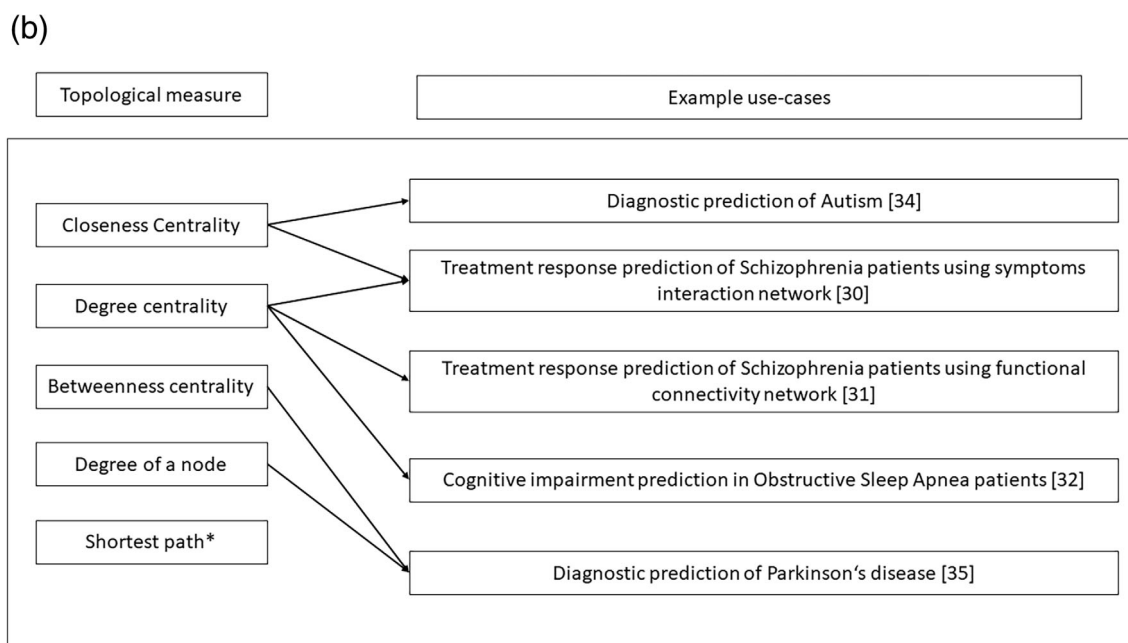 (b)
Topological measure
Example use-cases
Closeness Centrality
Degree centrality
Betweenness centrality
Degree of a node
Shortest path*
Diagnostic prediction of Autism [34]
Treatment response prediction of Schizophrenia patients using symptoms
interaction network [30]
Treatment response prediction of Schizophrenia patients using functional
connectivity network [31]
Cognitive impairment prediction in Obstructive Sleep Apnea patients [32]
Diagnostic prediction of Parkinson‘s disease [35]